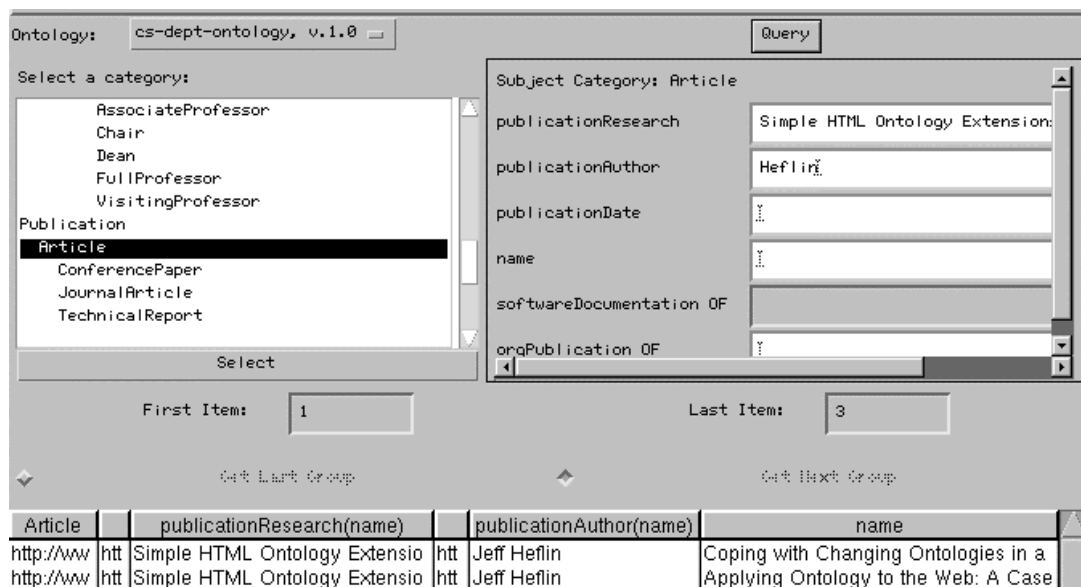 Ontology: cs-dept-ontology, v.1.0 Query
Select a category:
AssociateProfessor
Chair
Dean
FullProfessor
VisitingProfessor
Publication
Article
ConferencePaper
JournalArticle
TechnicalReport
Select
Subject Category: Article
publicationResearch Simple HTML Ontology Extension
publicationAuthor Heflin
publicationDate
name
softwareDocumentation OF
orgPublication OF
First Item: 1 Last Item: 3
Get Last Group Get Next Group
Article publicationResearch(name) publicationAuthor(name) name
http://ww htt Simple HTML Ontology Extensio htt Jeff Heflin Coping with Changing Ontologies in a
http://ww htt Simple HTML Ontology Extensio htt Jeff Heflin Applying Ontology to the Web: A Case